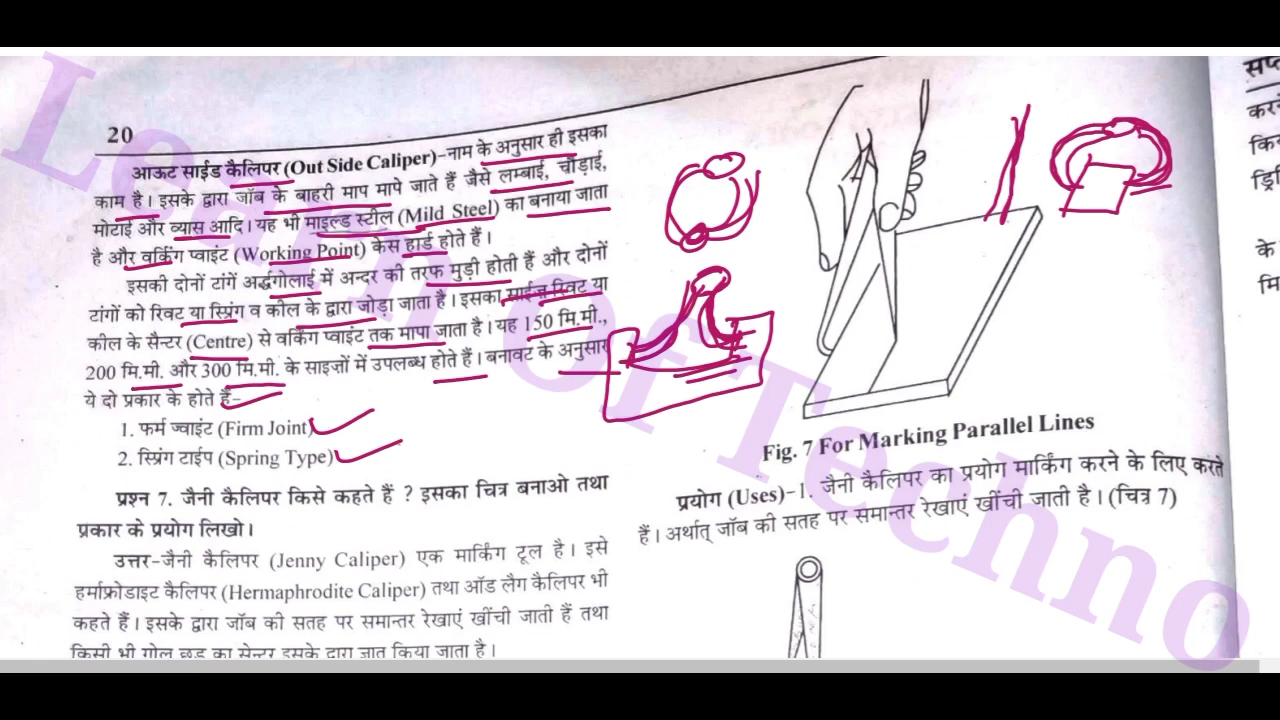 20
आऊट साईड कैलिपर (Out Side Caliper)-नाम के अनुसार ही इसका
काम है। इसके द्वारा जॉब के बाहरी माप मापे जाते हैं जैसे लम्बाई, चौड़ाई,
मोटाई और व्यास आदि। यह भी माइल्ड स्टील (Mild Steel) का बनाया जाता
है और वर्किंग प्वाइंट (Working Point) केस हार्ड होते हैं।
इसकी दोनों टांगें अर्द्धगोलाई में अन्दर की तरफ मुड़ी होती हैं और दोनों
टांगों को रिवट या स्प्रिंग व कील के द्वारा जोड़ा जाता है। इसका साईज़ रिवट या
कील के सैन्टर (Centre) से वर्किंग प्वाइंट तक मापा जाता है। यह 150 मि.मी.,
200 मि.मी. और 300 मि.मी. के साइज़ों में उपलब्ध होते हैं। बनावट के अनुसार
ये दो प्रकार के होते हैं-
1. फर्म ज्वाइंट (Firm Joint)
2. स्प्रिंग टाईप (Spring Type)
प्रश्न 7. जैनी कैलिपर किसे कहते हैं ? इसका चित्र बनाओ तथा
प्रकार के प्रयोग लिखो।
उत्तर-जैनी कैलिपर (Jenny Caliper) एक मार्किंग टूल है। इसे
हर्माफ्रोडाइट कैलिपर (Hermaphrodite Caliper) तथा ऑड लैग कैलिपर भी
कहते हैं। इसके द्वारा जॉब की सतह पर समान्तर रेखाएं खींची जाती हैं तथा
किसी भी गोल छड़ का सेन्टर इसके द्वारा ज्ञात किया जाता है।
Fig. 7 For Marking Parallel Lines
प्रयोग (Uses)-1. जैनी कैलिपर का प्रयोग मार्किंग करने के लिए करते
हैं। अर्थात् जॉब की सतह पर समान्तर रेखाएं खींची जाती है। (चित्र 7)
के
Learn Of Techno